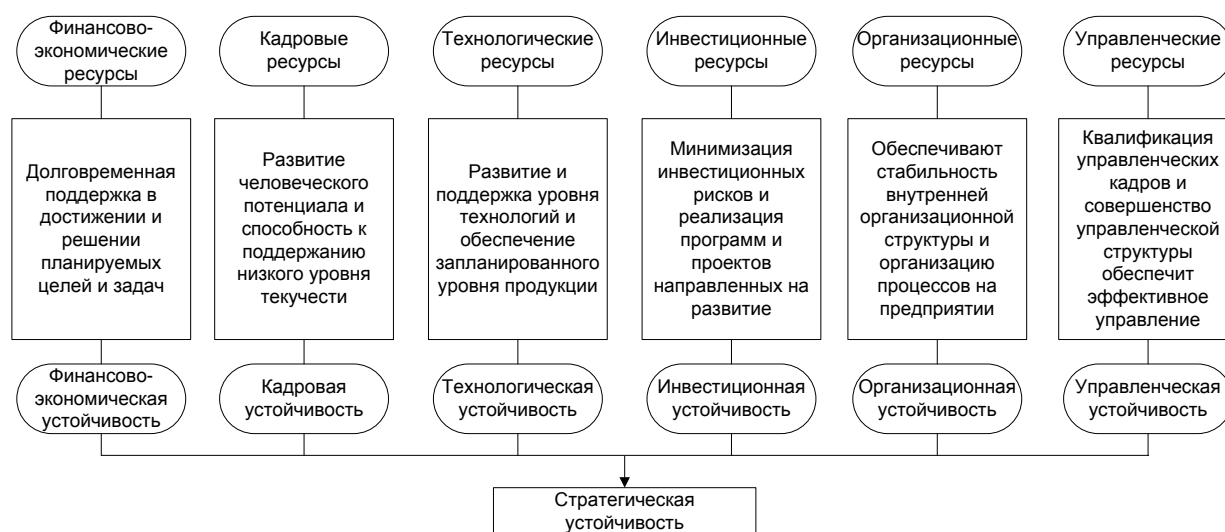 Финансово-
экономические
ресурсы
Кадровые
ресурсы
Технологические
ресурсы
Инвестиционные
ресурсы
Организационные
ресурсы
Управленческие
ресурсы
Долговременная
поддержка в
достижении и
решении
планируемых
целей и задач
Развитие
человеческого
потенциала и
способность к
поддержанию
низкого уровня
текучести
Развитие и
поддержка уровня
технологий и
обеспечение
запланированного
уровня продукции
Минимизация
инвестиционных
рисков и
реализация
программ и
проектов
направленных на
развитие
Обеспечивают
стабильность
внутренней
организационной
структуры и
организацию
процессов на
предприятии
Квалификация
управленческих
кадров и
совершенство
управленческой
структуры
обеспечит
эффективное
управление
Финансово-
экономическая
устойчивость
Кадровая
устойчивость
Технологическая
устойчивость
Инвестиционная
устойчивость
Организационная
устойчивость
Управленческая
устойчивость
Стратегическая
устойчивость